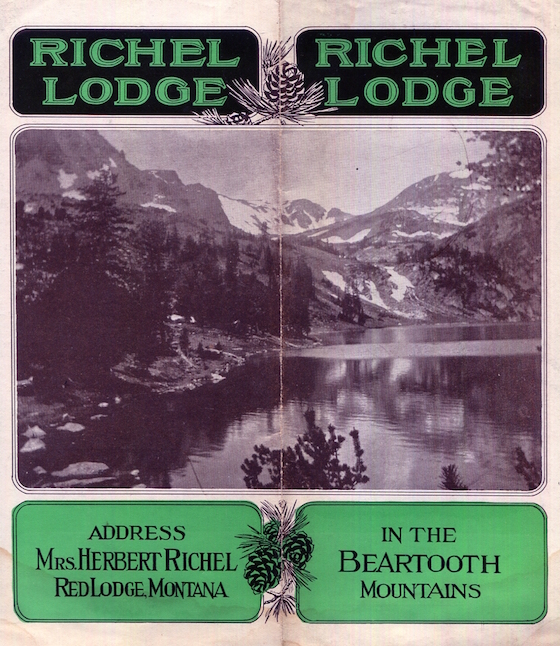 RICHEL
LODGE
RICHEL
LODGE
ADDRESS
MRS. HERBERT RICHEL
RED LODGE, MONTANA
IN THE
BEARTOOTH
MOUNTAINS